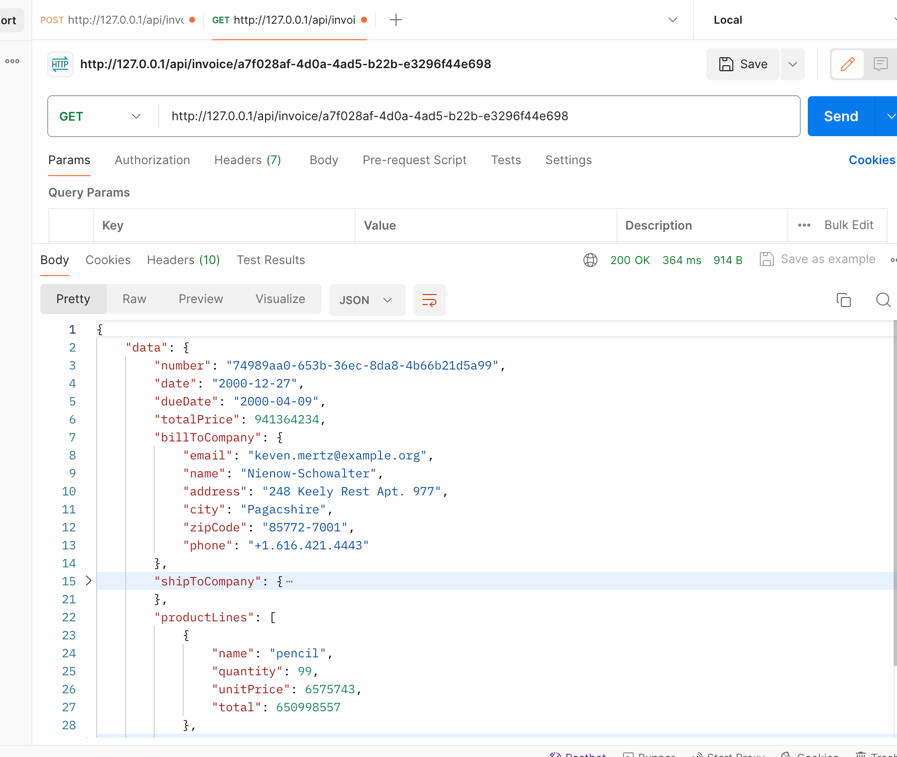 ort POST http://127.0.0.1/api/invo GET http://127.0.0.1/api/invoi + Local
HTTP http://127.0.0.1/api/invoice/a7f028af-4d0a-4ad5-b22b-e3296f44e698 Save
GET http://127.0.0.1/api/invoice/a7f028af-4d0a-4ad5-b22b-e3296f44e698 Send
Params Authorization Headers (7) Body Pre-request Script Tests Settings Cookies
Query Params
Key Value Description ••• Bulk Edit
Body Cookies Headers (10) Test Results 200 OK 364 ms 914 B Save as example
Pretty Raw Preview Visualize JSON
1 {
2 "data": {
3 "number": "74989aa0-653b-36ec-8da8-4b66b21d5a99",
4 "date": "2000-12-27",
5 "dueDate": "2000-04-09",
6 "totalPrice": 941364234,
7 "billToCompany": {
8 "email": "keven.mertz@example.org",
9 "name": "Nienow-Schowalter",
10 "address": "248 Keely Rest Apt. 977",
11 "city": "Pagacshire",
12 "zipCode": "85772-7001",
13 "phone": "+1.616.421.4443"
14 },
15 "shipToCompany": {…
21 },
22 "productLines": [
23 {
24 "name": "pencil",
25 "quantity": 99,
26 "unitPrice": 6575743,
27 "total": 650998557
28 },
Postbot Runner Start Proxy Cookies Trash